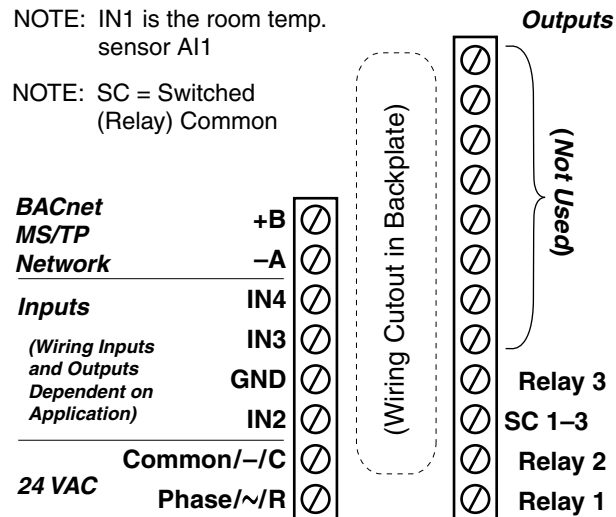 NOTE: IN1 is the room temp.
sensor AI1
NOTE: SC = Switched
(Relay) Common
BACnet
MS/TP
Network
+B
–A
Inputs
(Wiring Inputs
and Outputs
Dependent on
Application)
IN4
IN3
GND
IN2
24 VAC
Common/–/C
Phase/~/R
(Wiring Cutout in Backplate)
Outputs
(Not Used)
Relay 3
SC 1–3
Relay 2
Relay 1